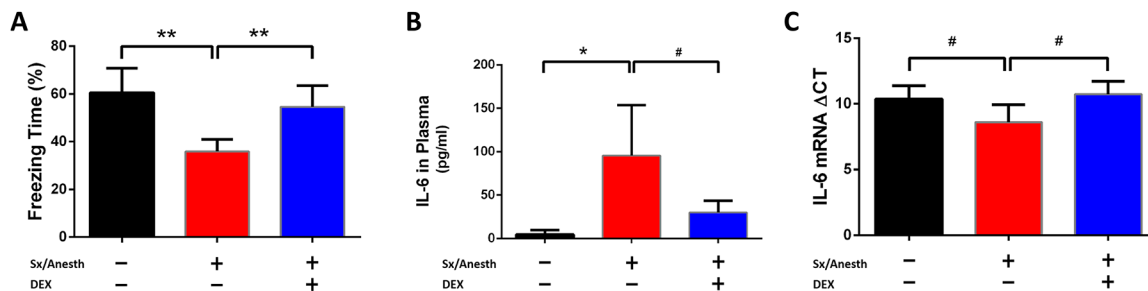 A
Freezing Time (%)
80
60
40
20
0
** **
Sx/Anesth − + +
DEX − − +
B
IL-6 in Plasma
(pg/ml)
200
150
100
50
0
* #
Sx/Anesth − + +
DEX − − +
C
IL-6 mRNA ΔCT
15
10
5
0
# #
Sx/Anesth − + +
DEX − − +